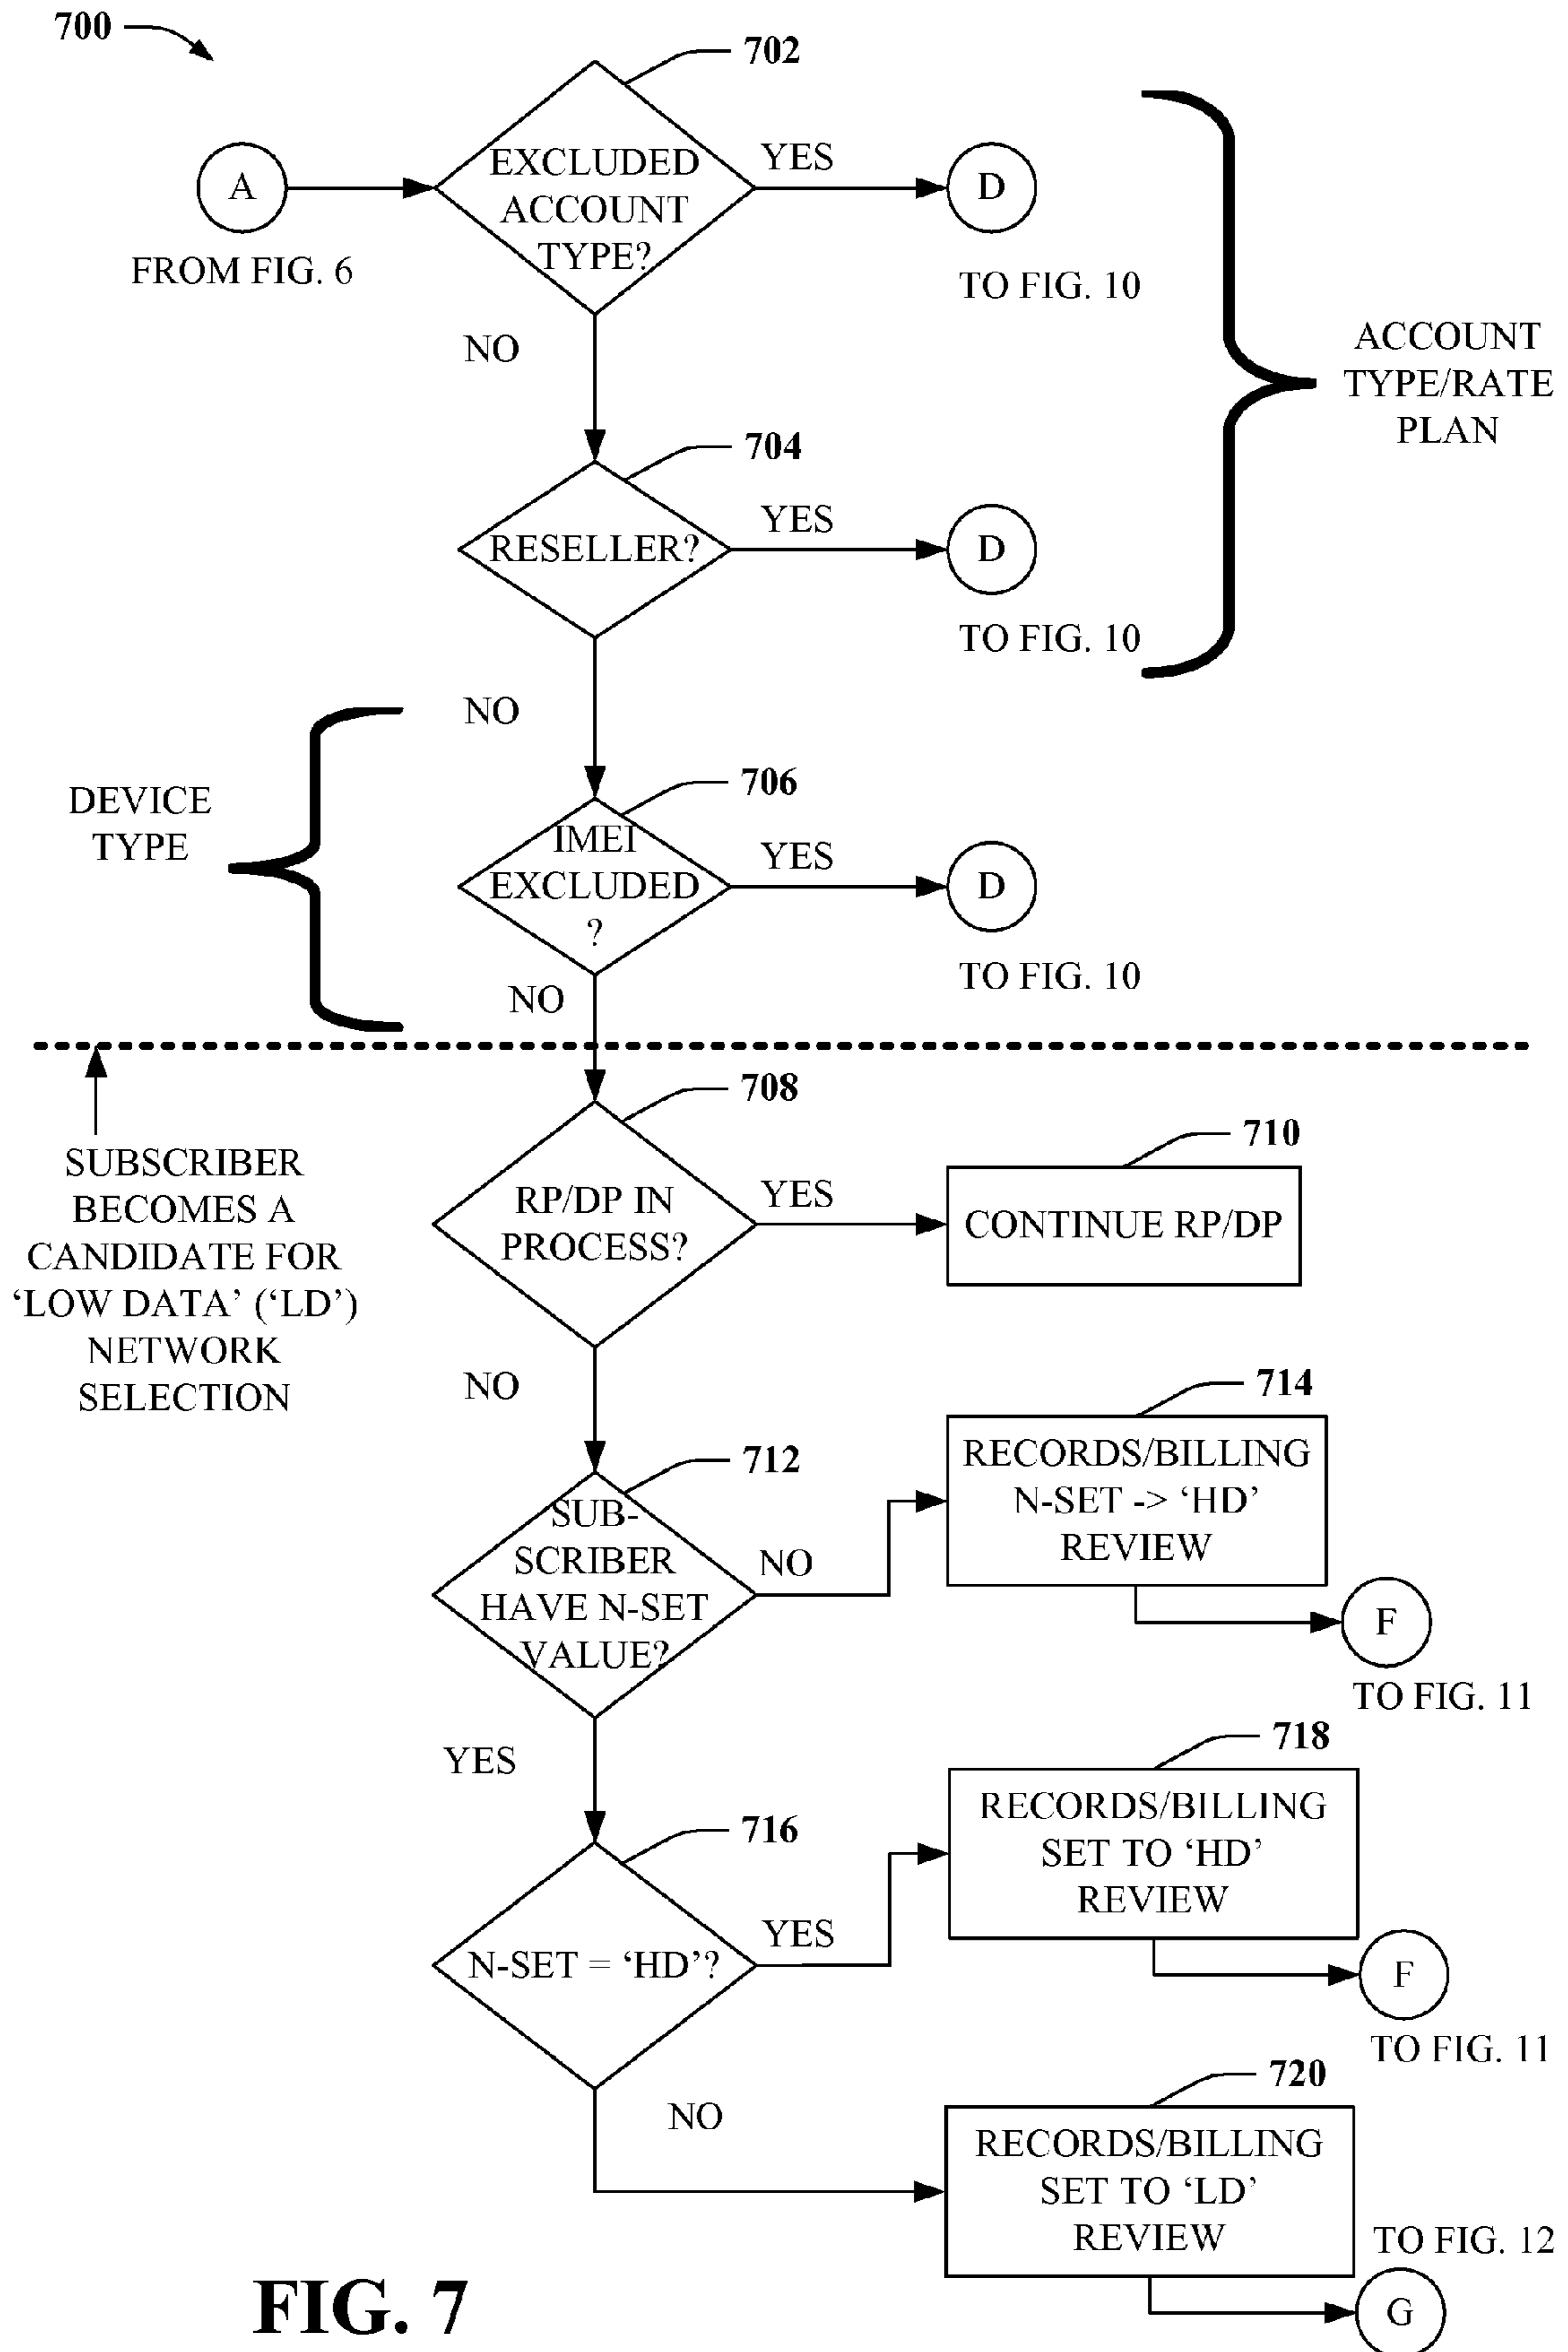 700
702
EXCLUDED
ACCOUNT
TYPE?
YES
A
D
FROM FIG. 6
TO FIG. 10
NO
ACCOUNT
TYPE/RATE
PLAN
704
RESELLER?
YES
D
TO FIG. 10
NO
DEVICE
TYPE
706
IMEI
EXCLUDED
?
YES
D
TO FIG. 10
NO
SUBSCRIBER
BECOMES A
CANDIDATE FOR
‘LOW DATA’ (‘LD’)
NETWORK
SELECTION
708
RP/DP IN
PROCESS?
YES
710
CONTINUE RP/DP
NO
712
SUB-
SCRIBER
HAVE N-SET
VALUE?
NO
714
RECORDS/BILLING
N-SET -> ‘HD’
REVIEW
F
TO FIG. 11
YES
716
N-SET = ‘HD’?
YES
718
RECORDS/BILLING
SET TO ‘HD’
REVIEW
F
TO FIG. 11
NO
720
RECORDS/BILLING
SET TO ‘LD’
REVIEW
TO FIG. 12
G
FIG. 7